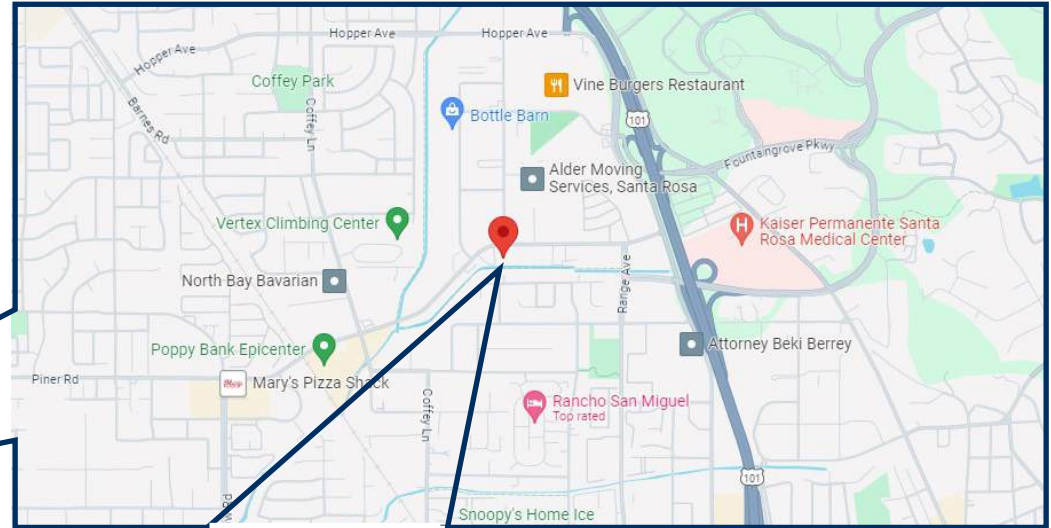 Hopper Ave
Hopper Ave
Hopper Ave
Coffey Park
Vine Burgers Restaurant
Bottle Barn
Barnes Rd
Coffey Ln
101
Fountaingrove Pkwy
Alder Moving
Services, Santa Rosa
Vertex Climbing Center
H
Kaiser Permanente Santa
Rosa Medical Center
North Bay Bavarian
Range Ave
Poppy Bank Epicenter
Attorney Beki Berrey
Piner Rd
Mary's Pizza Shack
Coffey Ln
Rancho San Miguel
Top rated
101
Snoopy's Home Ice